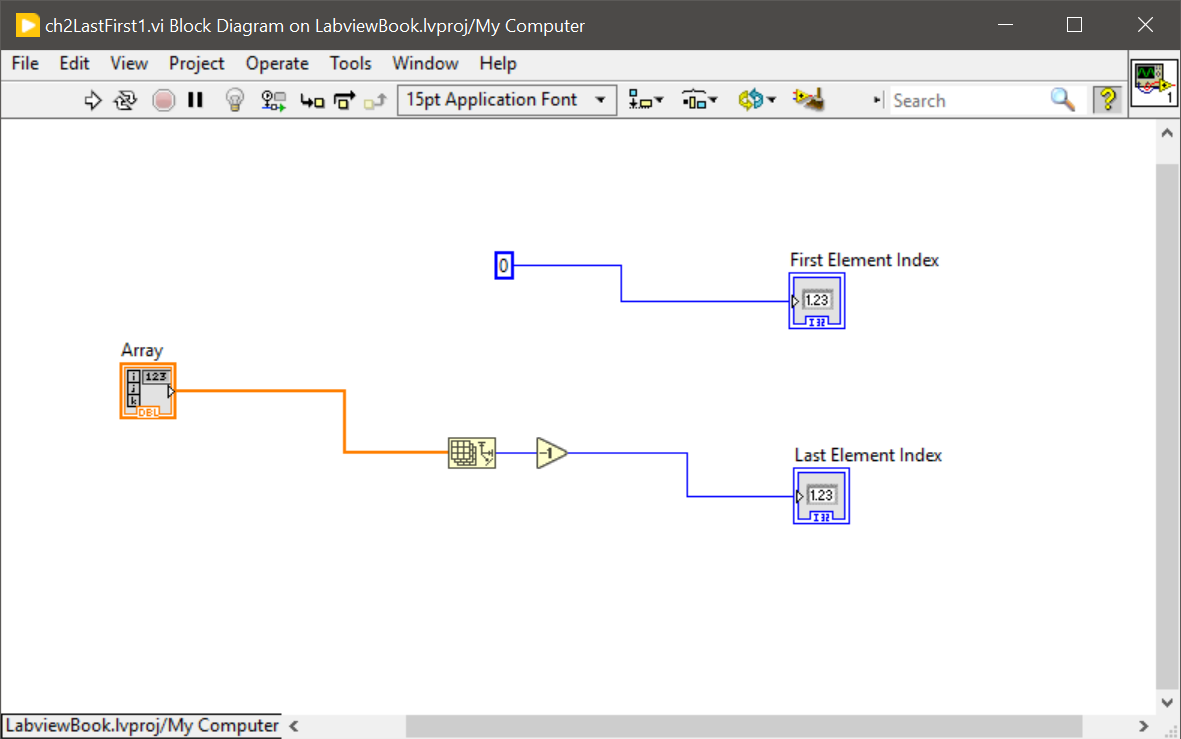 ch2LastFirst1.vi Block Diagram on LabviewBook.lvproj/My Computer
File Edit View Project Operate Tools Window Help
15pt Application Font
Search
?
1
0
First Element Index
1.23
I32
Array
i
j
k
123
DBL
-1
Last Element Index
1.23
I32
LabviewBook.lvproj/My Computer